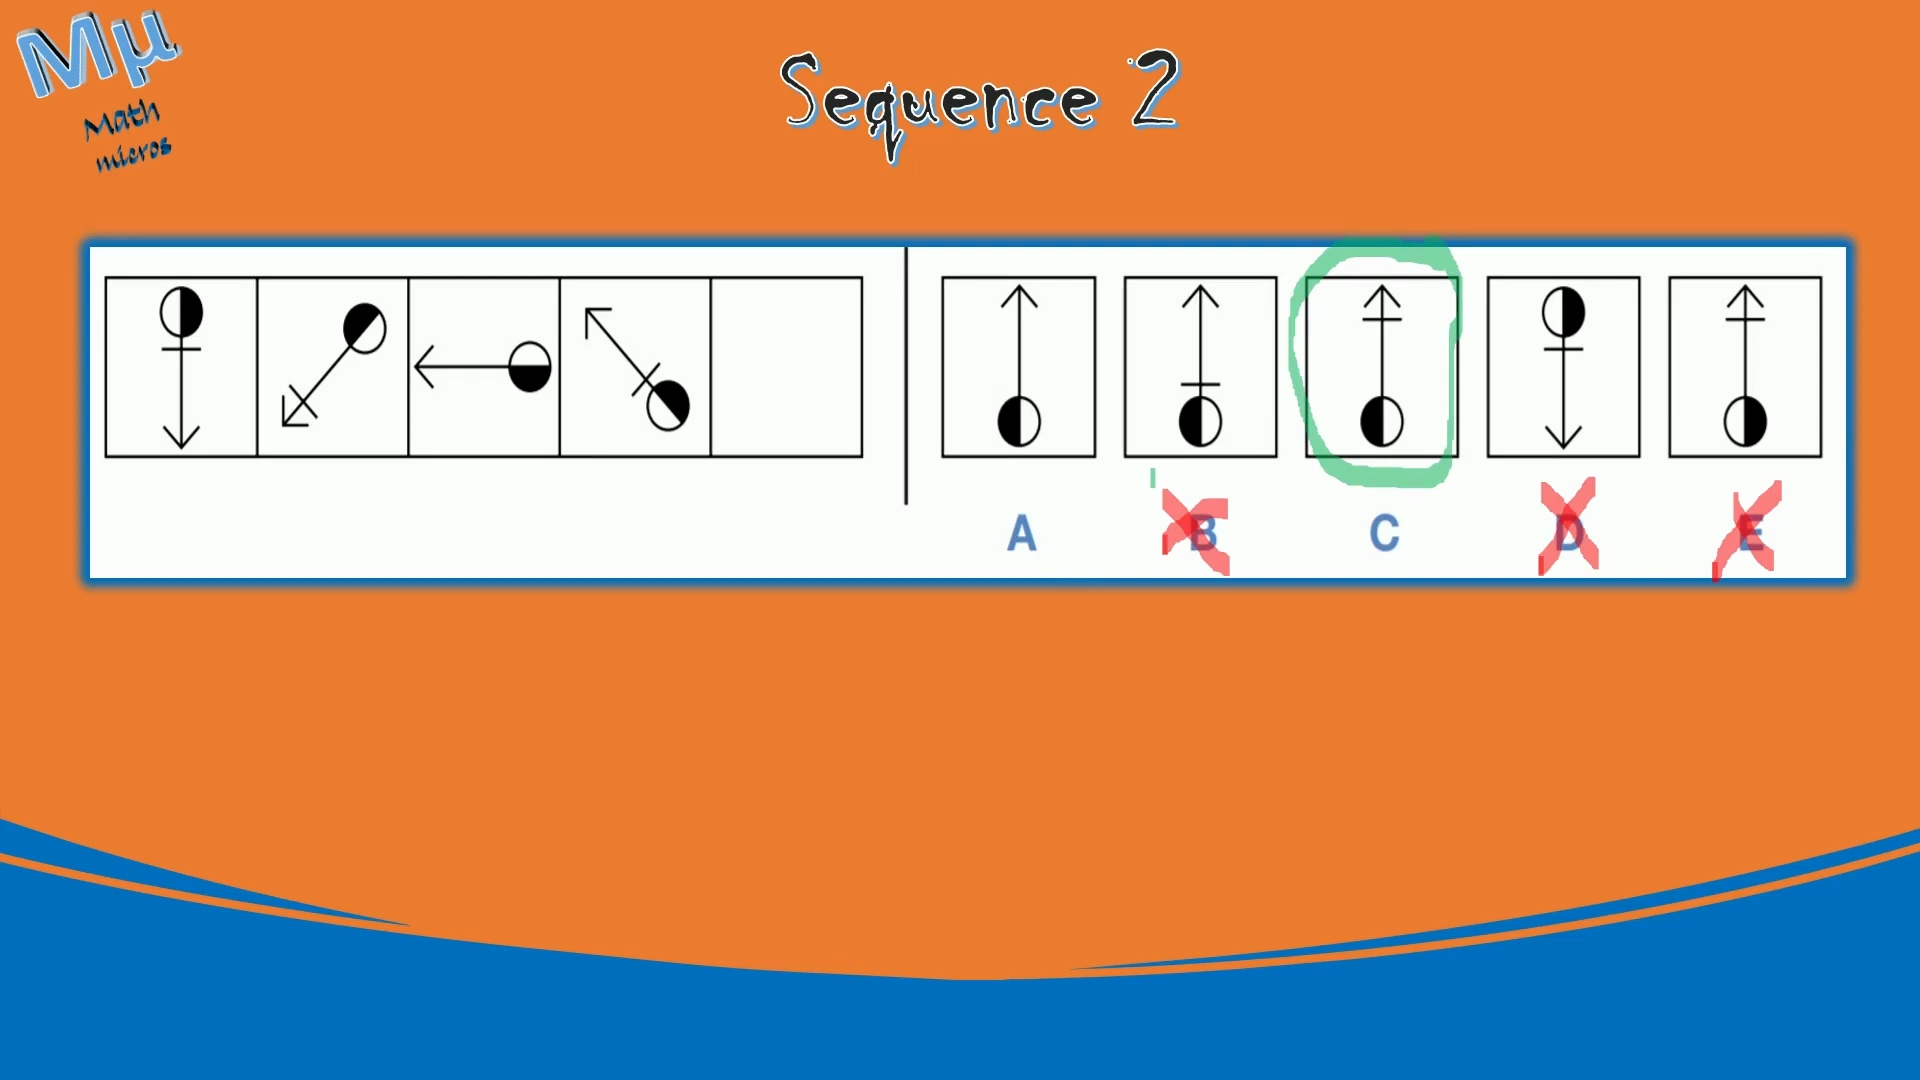 Mμ
Math
micros
Sequence 2
A B C D E